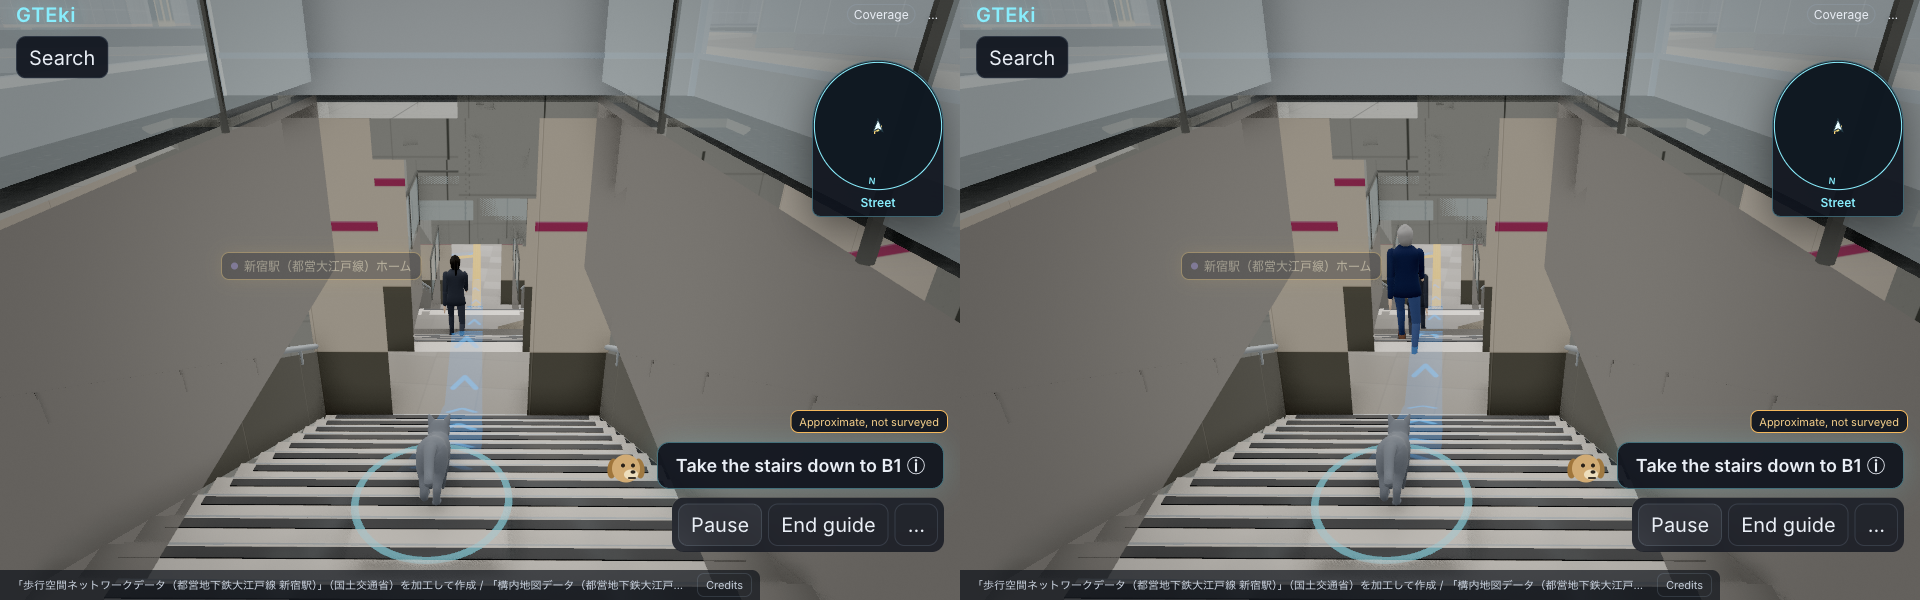 GTEki
Coverage
...
Search
N
Street
新宿駅（都営大江戸線）ホーム
Approximate, not surveyed
Take the stairs down to B1 ⓘ
Pause
End guide
...
「歩行空間ネットワークデータ（都営地下鉄大江戸線 新宿駅）」（国土交通省）を加工して作成 / 「構内地図データ（都営地下鉄大江戸...
Credits
GTEki
Coverage
...
Search
N
Street
新宿駅（都営大江戸線）ホーム
Approximate, not surveyed
Take the stairs down to B1 ⓘ
Pause
End guide
...
「歩行空間ネットワークデータ（都営地下鉄大江戸線 新宿駅）」（国土交通省）を加工して作成 / 「構内地図データ（都営地下鉄大江戸...
Credits